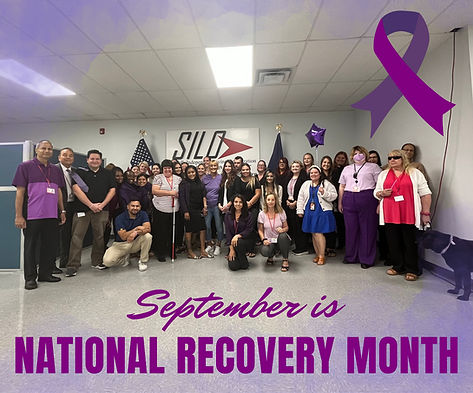 SILO
September is
NATIONAL RECOVERY MONTH